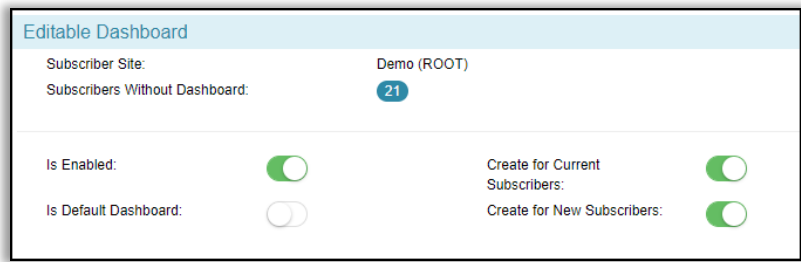 Editable Dashboard
Subscriber Site: Demo (ROOT)
Subscribers Without Dashboard: 21
Is Enabled:
Create for Current
Subscribers:
Is Default Dashboard:
Create for New Subscribers: